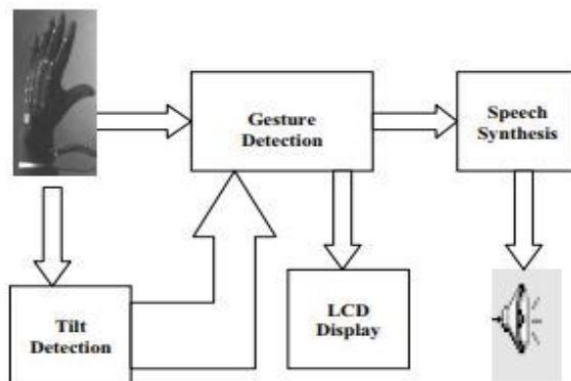 Gesture
Detection
Speech
Synthesis
Tilt
Detection
LCD
Display